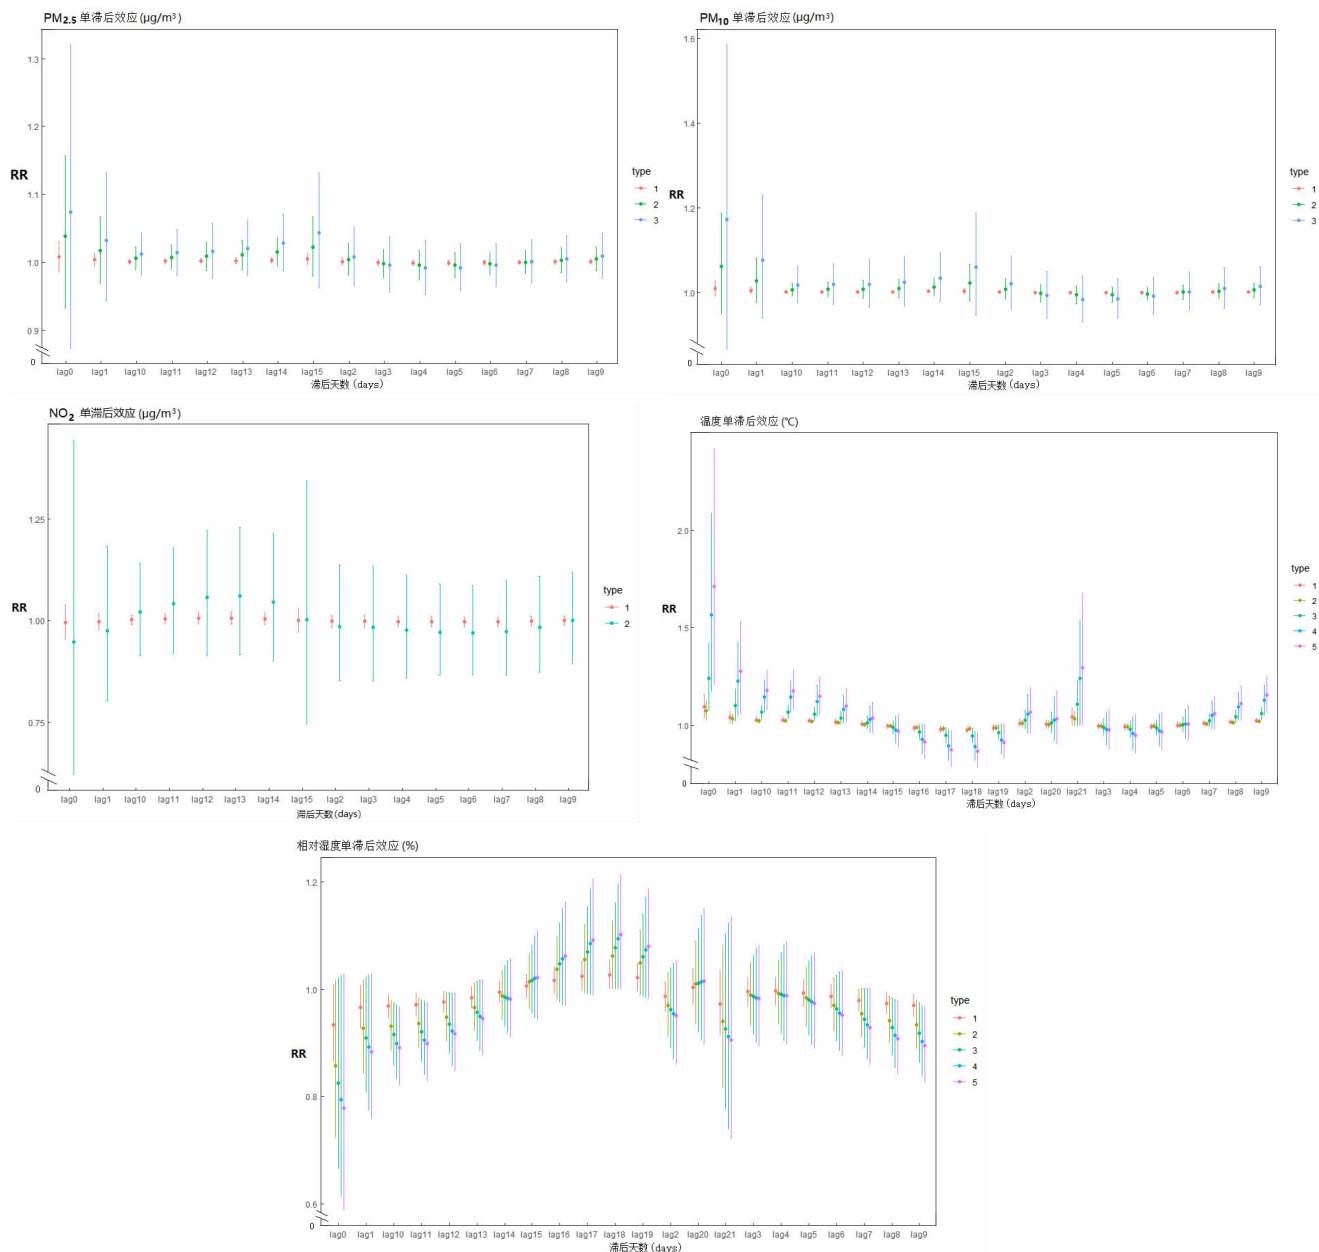 PM2.5 单滞后效应 (μg/m³)
1.3
1.2
1.1
1.0
0.9
0
RR
lag0 lag1 lag10 lag11 lag12 lag13 lag14 lag15 lag2 lag3 lag4 lag5 lag6 lag7 lag8 lag9
滞后天数 (days)
type
1
2
3
PM10 单滞后效应 (μg/m³)
1.6
1.4
1.2
1.0
0
RR
lag0 lag1 lag10 lag11 lag12 lag13 lag14 lag15 lag2 lag3 lag4 lag5 lag6 lag7 lag8 lag9
滞后天数 (days)
type
1
2
3
NO2 单滞后效应 (μg/m³)
1.25
1.00
0.75
0
RR
lag0 lag1 lag10 lag11 lag12 lag13 lag14 lag15 lag2 lag3 lag4 lag5 lag6 lag7 lag8 lag9
滞后天数 (days)
type
1
2
温度单滞后效应 (℃)
2.0
1.5
1.0
0
RR
lag0 lag1 lag10 lag11 lag12 lag13 lag14 lag15 lag16 lag17 lag18 lag19 lag2 lag20 lag21 lag3 lag4 lag5 lag6 lag7 lag8 lag9
滞后天数 (days)
type
1
2
3
4
5
相对湿度单滞后效应 (%)
1.2
1.0
0.8
0.6
0
RR
lag0 lag1 lag10 lag11 lag12 lag13 lag14 lag15 lag16 lag17 lag18 lag19 lag2 lag20 lag21 lag3 lag4 lag5 lag6 lag7 lag8 lag9
滞后天数 (days)
type
1
2
3
4
5